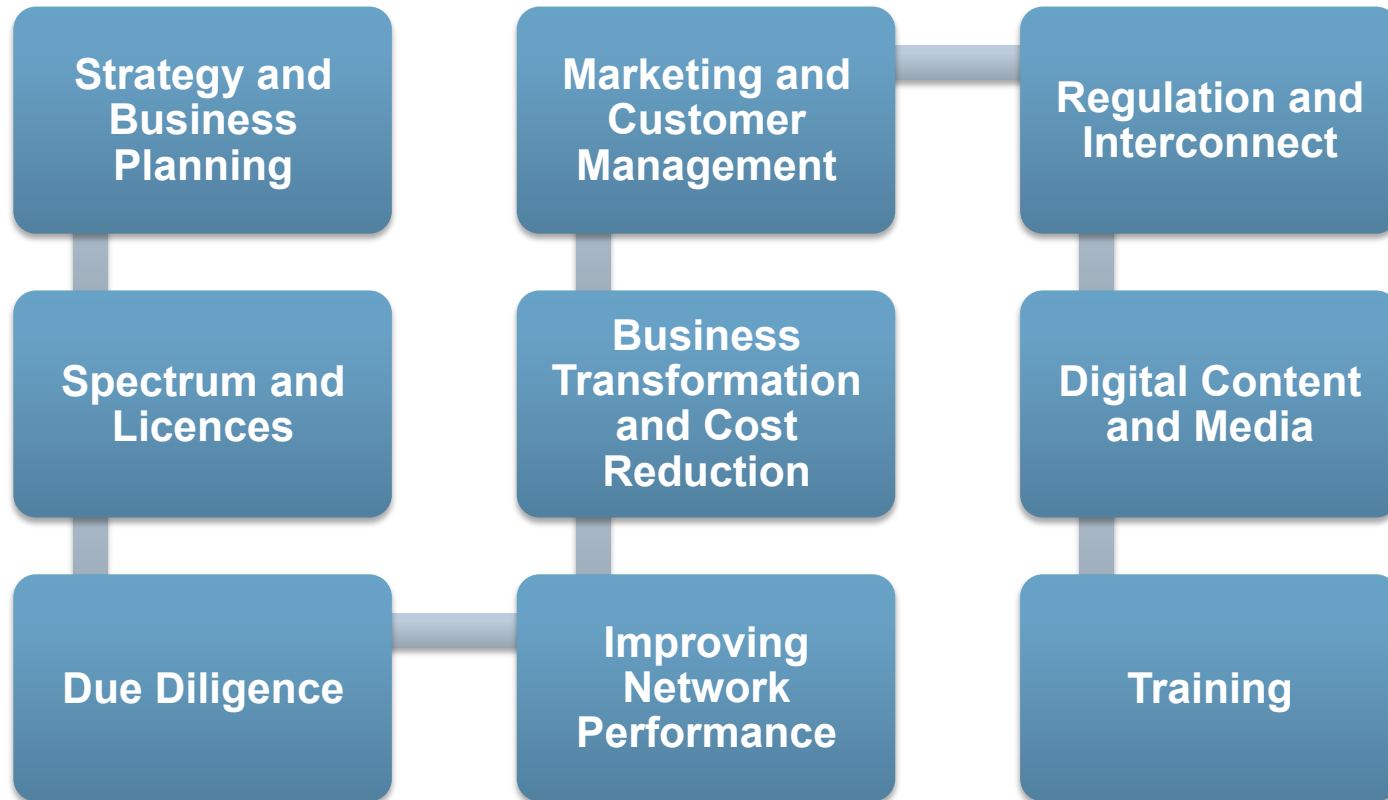 Strategy and
Business
Planning
Spectrum and
Licences
Due Diligence
Improving
Network
Performance
Business
Transformation
and Cost
Reduction
Marketing and
Customer
Management
Regulation and
Interconnect
Digital Content
and Media
Training